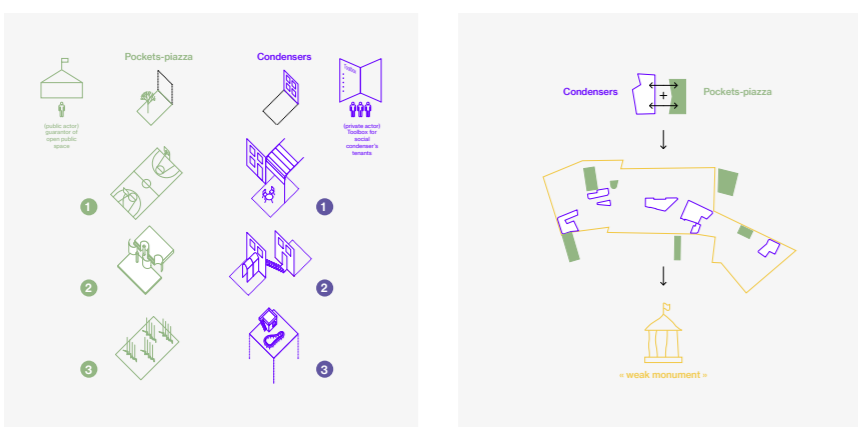 Pockets-piazza
Condensers
Toolbox
(public actor)
guarantor of
open public
space
(private actor)
Toolbox for
social
condenser's
tenants
1
1
2
2
3
3
Condensers
+
Pockets-piazza
« weak monument »